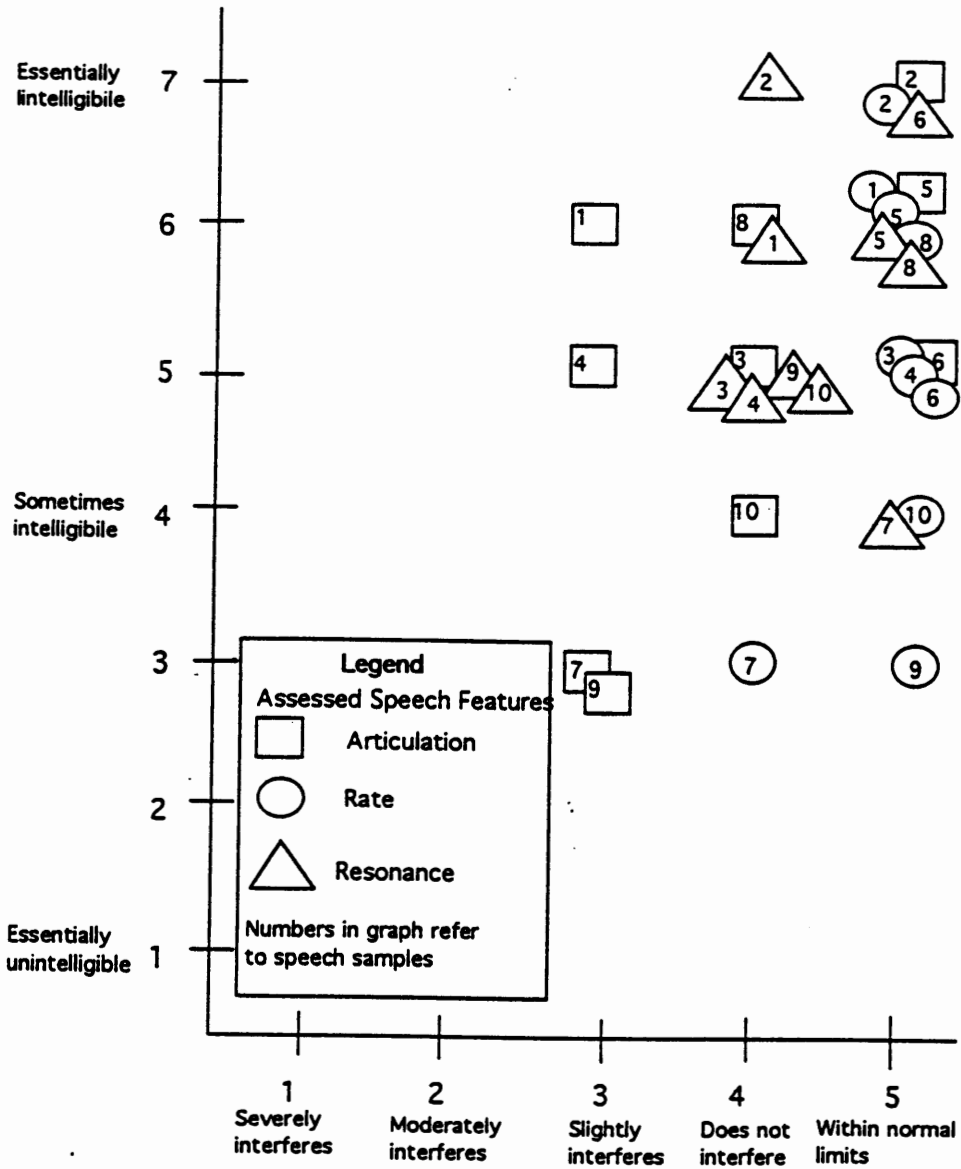 Essentially
lintelligibile
7
2
2
2
6
6
1
8
1
1
5
5
5
8
8
5
4
3
3
4
9
10
3
6
4
6
Sometimes
intelligibile
4
10
7
10
3
7
9
7
9
Legend
Assessed Speech Features
Articulation
Rate
Resonance
Numbers in graph refer
to speech samples
2
Essentially
unintelligible
1
1
2
3
4
5
Severely
interferes
Moderately
interferes
Slightly
interferes
Does not
interfere
Within normal
limits